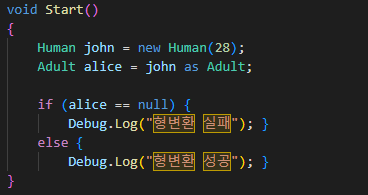 void Start()
{
    Human john = new Human(28);
    Adult alice = john as Adult;

    if (alice == null) {
        Debug.Log("형변환 실패"); }
    else {
        Debug.Log("형변환 성공"); }
}